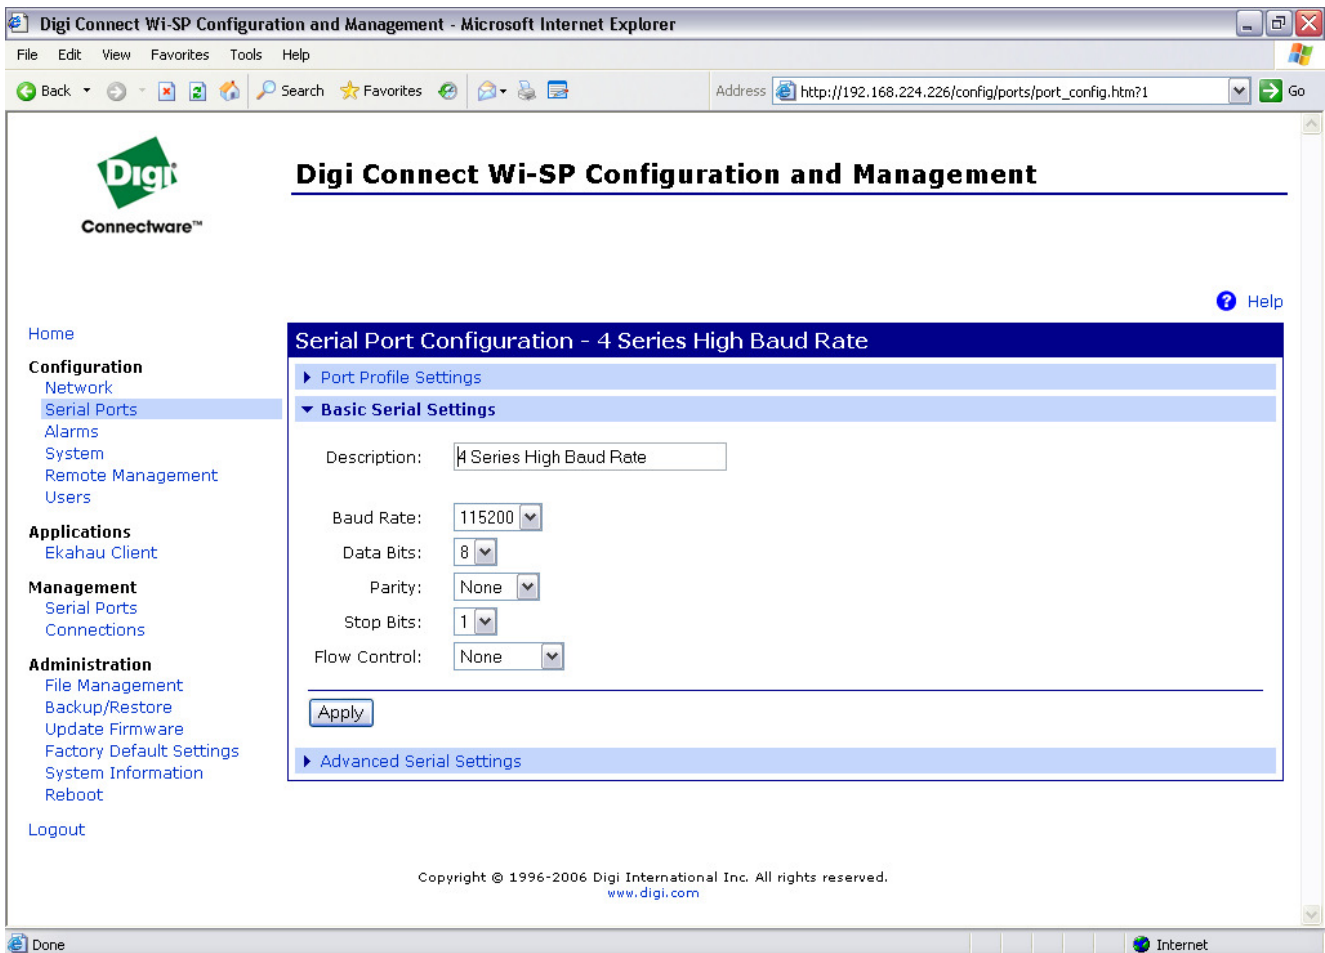 Digi Connect Wi-SP Configuration and Management - Microsoft Internet Explorer
File Edit View Favorites Tools Help
Back Search Favorites Address http://192.168.224.226/config/ports/port_config.htm?1 Go
Digi
Connectware™
Digi Connect Wi-SP Configuration and Management
? Help
Home
Configuration
Network
Serial Ports
Alarms
System
Remote Management
Users
Applications
Ekahau Client
Management
Serial Ports
Connections
Administration
File Management
Backup/Restore
Update Firmware
Factory Default Settings
System Information
Reboot
Logout
Serial Port Configuration - 4 Series High Baud Rate
Port Profile Settings
Basic Serial Settings
Description: 4 Series High Baud Rate
Baud Rate: 115200
Data Bits: 8
Parity: None
Stop Bits: 1
Flow Control: None
Apply
Advanced Serial Settings
Copyright © 1996-2006 Digi International Inc. All rights reserved.
www.digi.com
Done Internet